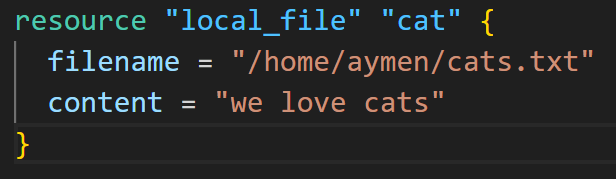 resource "local_file" "cat" {
  filename = "/home/aymen/cats.txt"
  content = "we love cats"
}